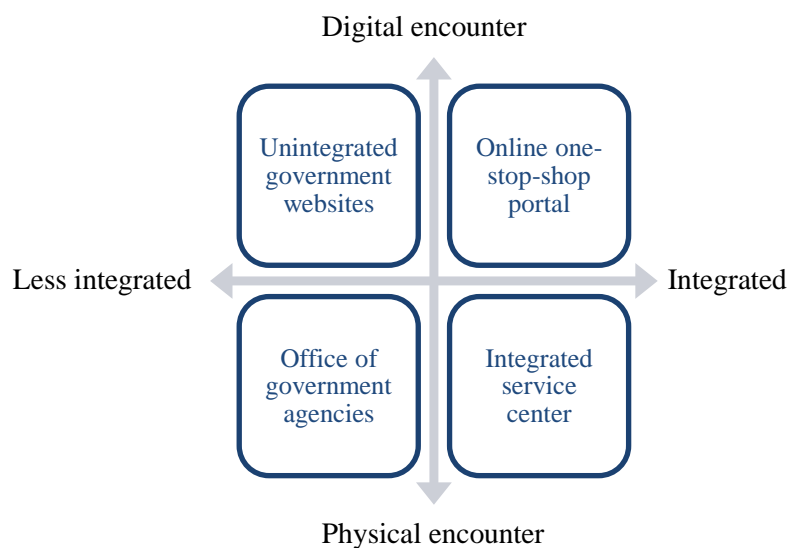 Digital encounter
Unintegrated
government
websites
Online one-
stop-shop
portal
Less integrated
Integrated
Office of
government
agencies
Integrated
service
center
Physical encounter